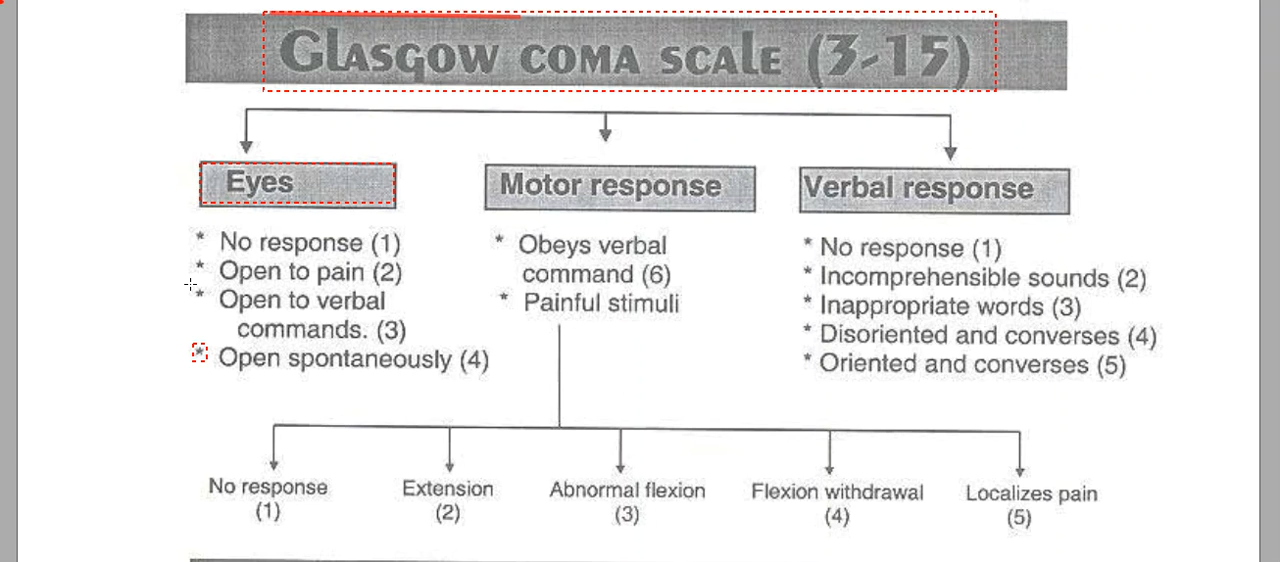 Glasgow coma scale (3-15)
Eyes
* No response (1)
* Open to pain (2)
* Open to verbal
commands. (3)
* Open spontaneously (4)
Motor response
* Obeys verbal
command (6)
* Painful stimuli
Verbal response
* No response (1)
* Incomprehensible sounds (2)
* Inappropriate words (3)
* Disoriented and converses (4)
* Oriented and converses (5)
No response
(1)
Extension
(2)
Abnormal flexion
(3)
Flexion withdrawal
(4)
Localizes pain
(5)